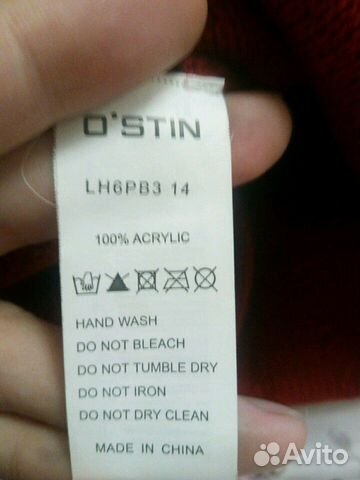 O'STIN
LH6PB3 14
100% ACRYLIC
HAND WASH
DO NOT BLEACH
DO NOT TUMBLE DRY
DO NOT IRON
DO NOT DRY CLEAN
MADE IN CHINA
Avito